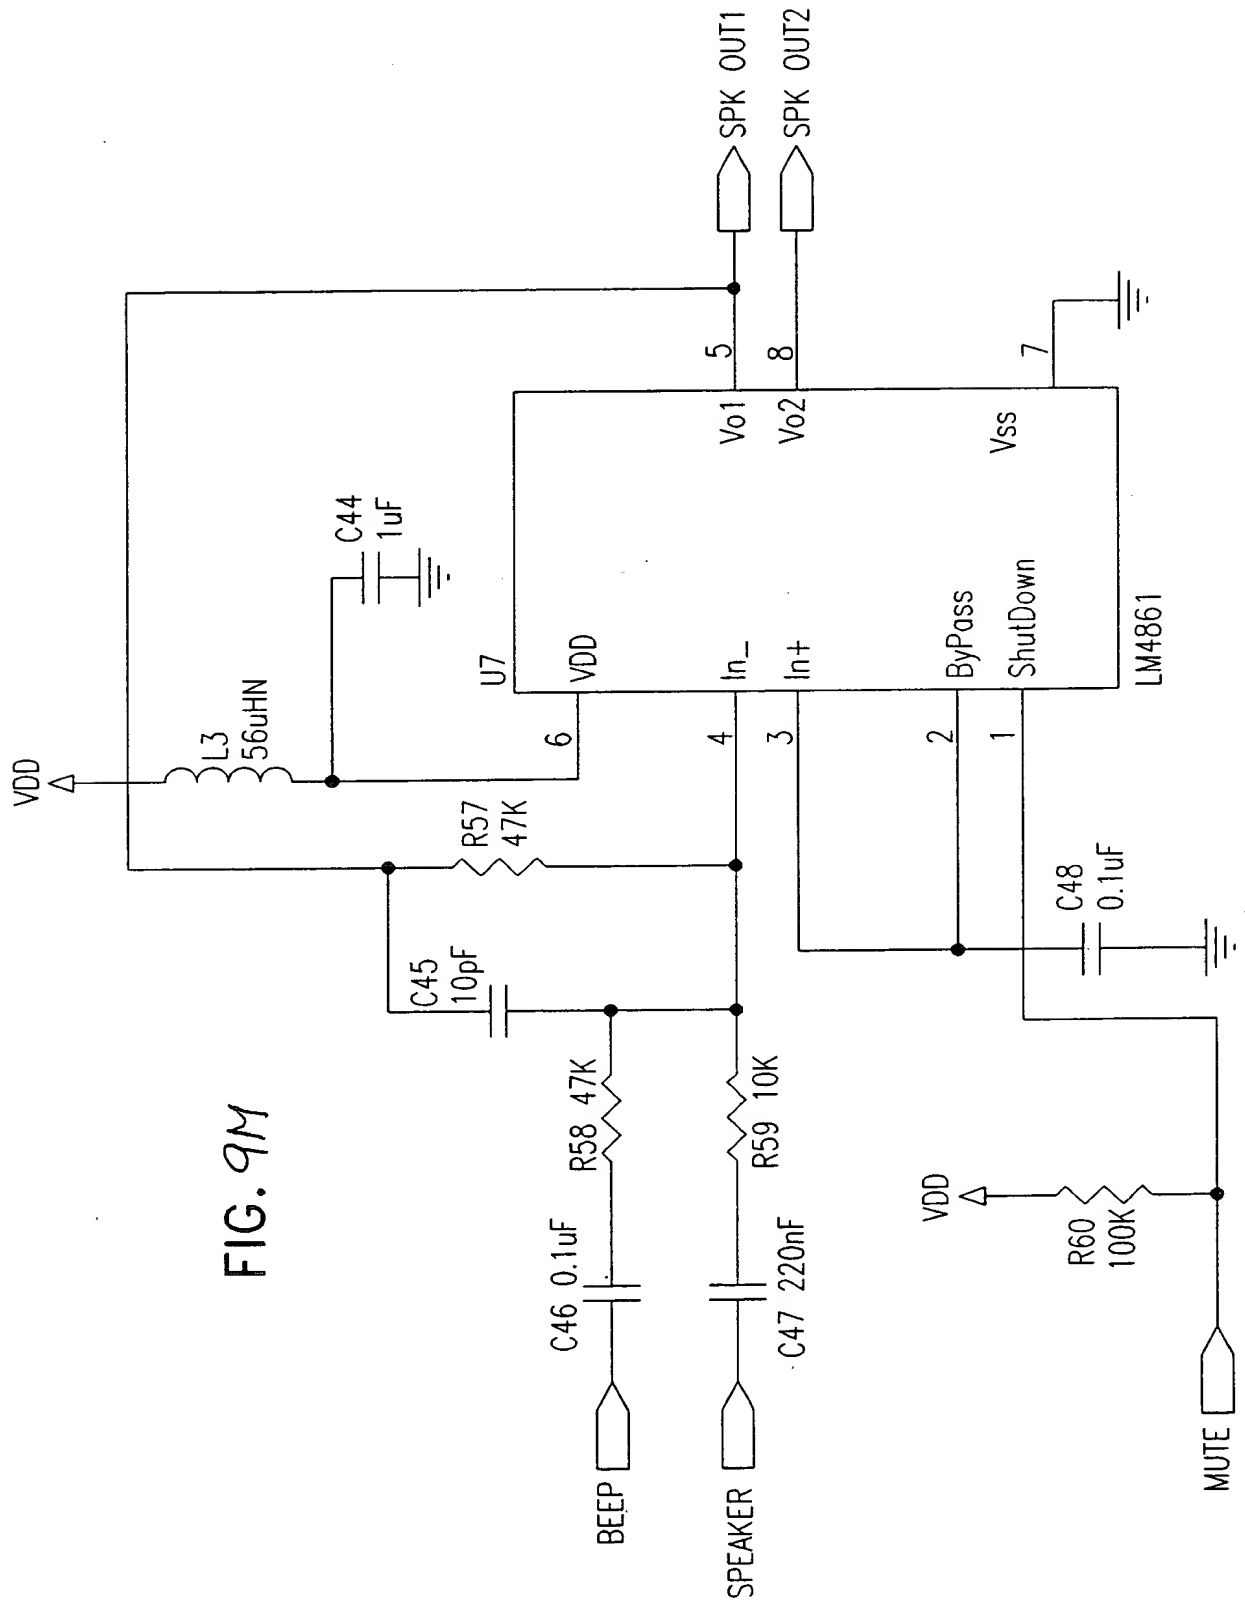 FIG. 9M
VDD
L3
56uHN
C44
1uF
R57
47K
C45
10pF
U7
VDD
6
In_
4
In+
3
ByPass
2
ShutDown
1
Vo1
5
Vo2
8
Vss
7
LM4861
SPK OUT1
SPK OUT2
BEEP
C46 0.1uF
R58 47K
SPEAKER
C47 220nF
R59 10K
C48
0.1uF
VDD
R60
100K
MUTE